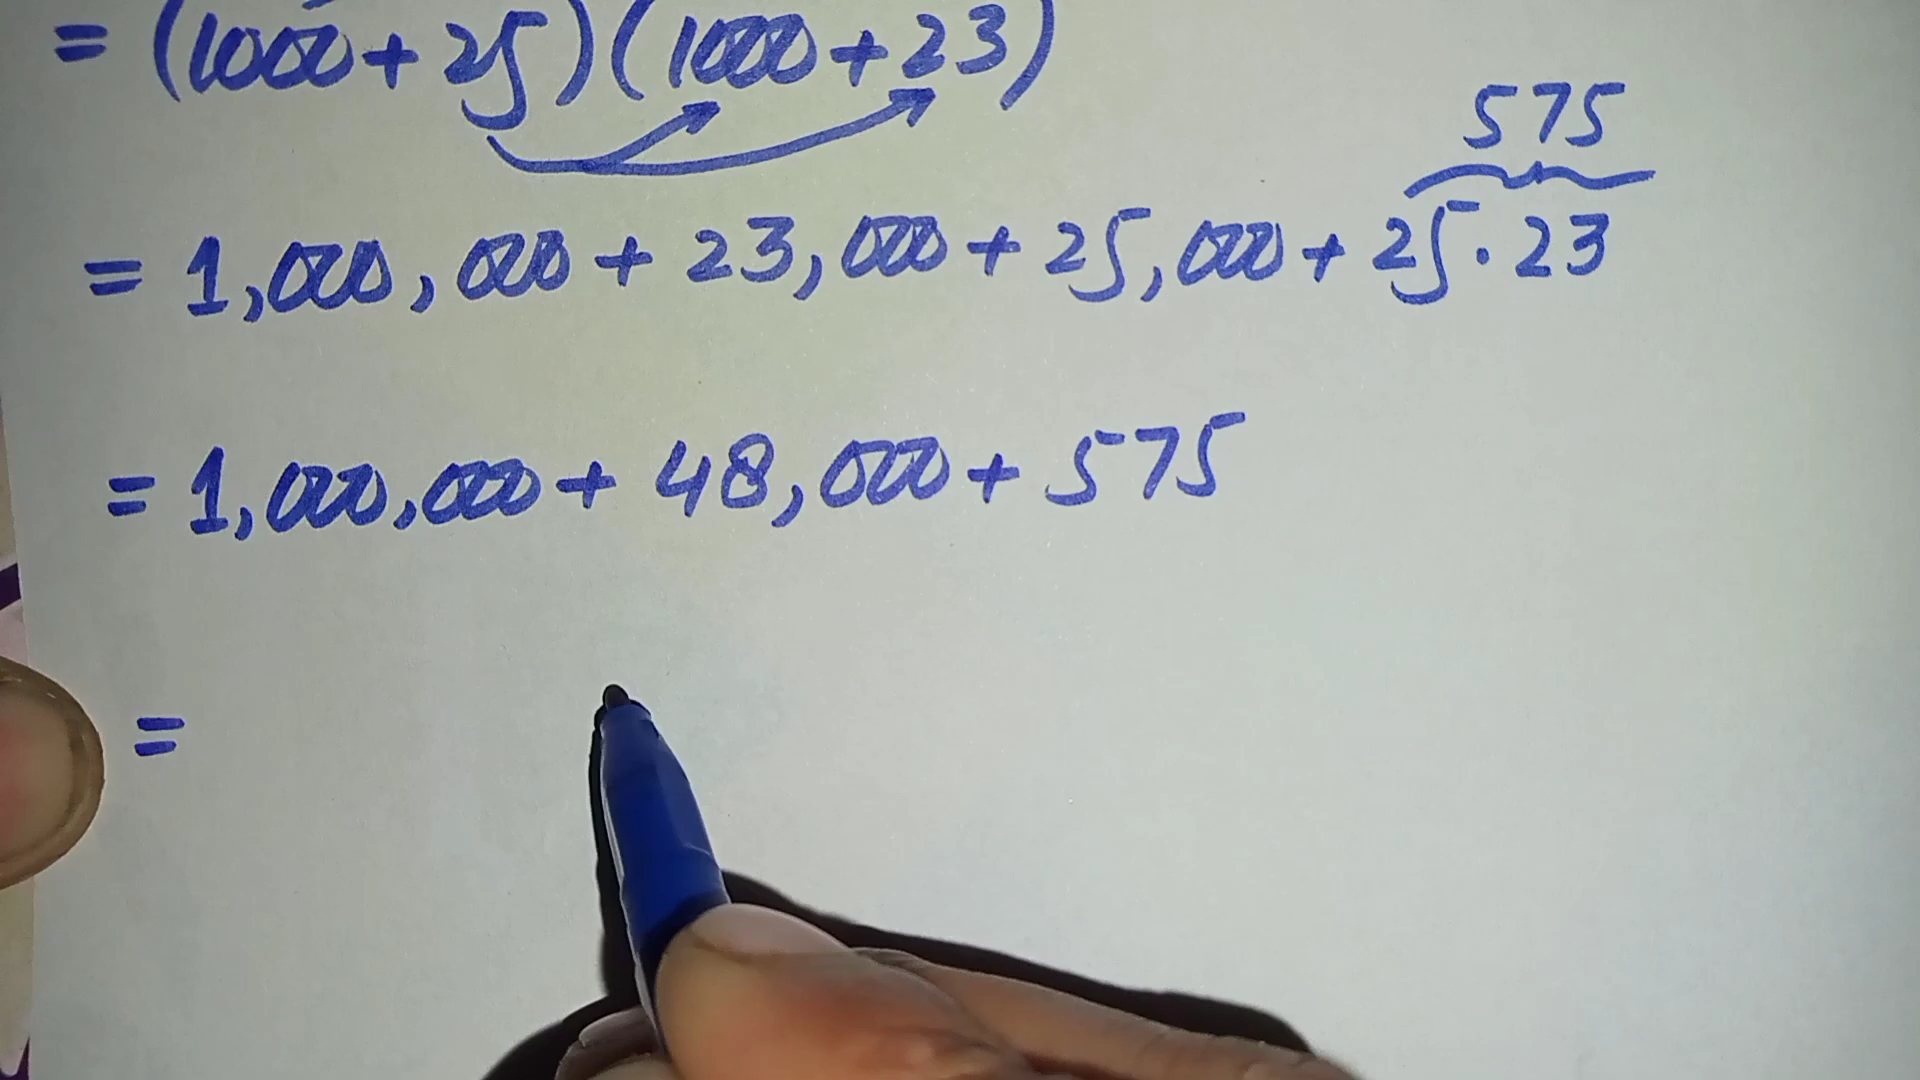 = (1000 + 25)(1000 + 23)
575
= 1,000,000 + 23,000 + 25,000 + 25·23
= 1,000,000 + 48,000 + 575
=